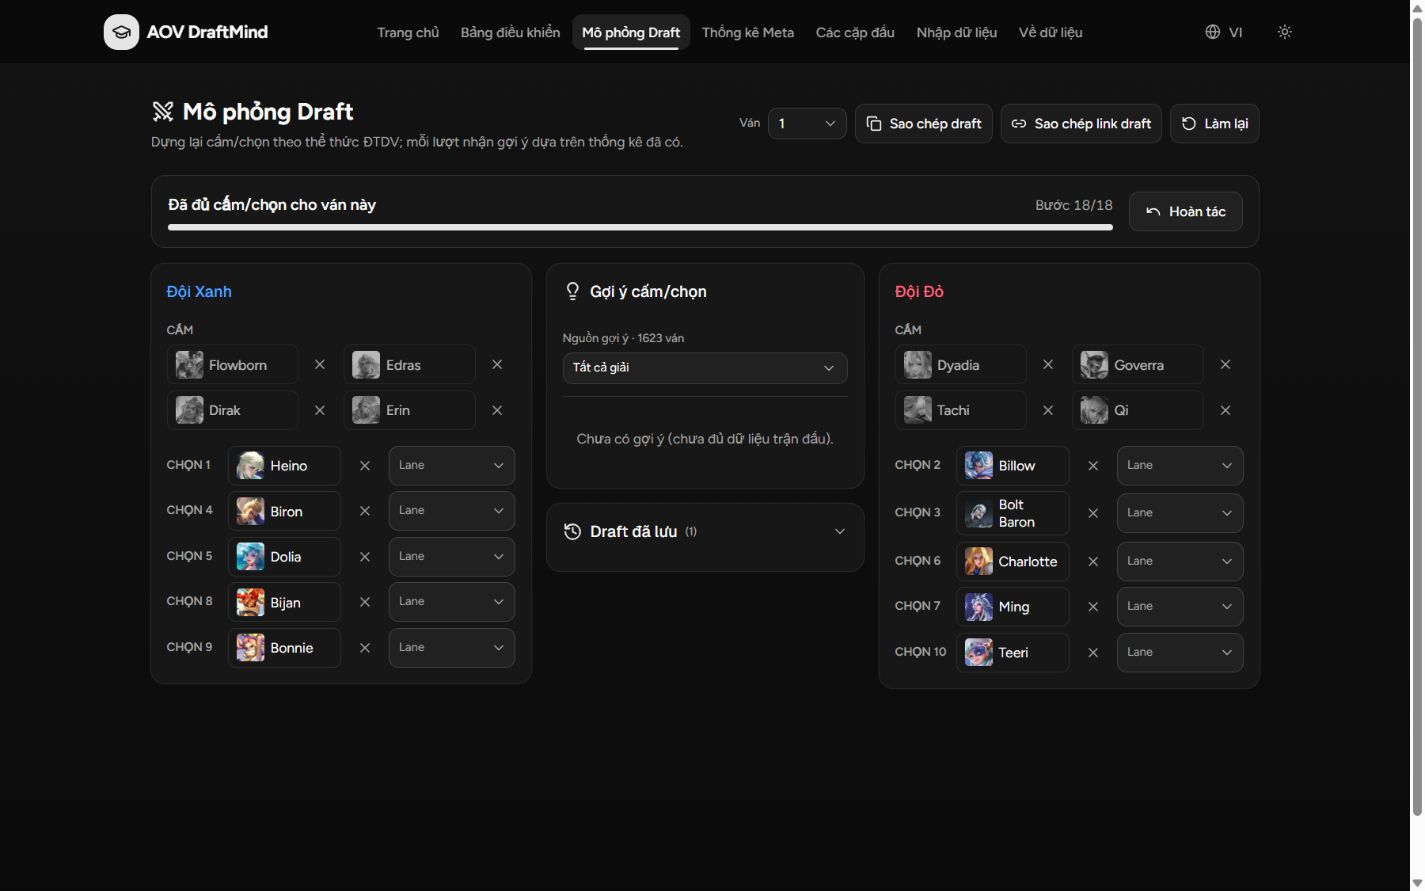 AOV DraftMind
Trang chủ
Bảng điều khiển
Mô phỏng Draft
Thống kê Meta
Các cặp đấu
Nhập dữ liệu
Về dữ liệu
VI
Mô phỏng Draft
Dựng lại cấm/chọn theo thể thức ĐTDV; mỗi lượt nhận gợi ý dựa trên thống kê đã có.
Ván
1
Sao chép draft
Sao chép link draft
Làm lại
Đã đủ cấm/chọn cho ván này
Bước 18/18
Hoàn tác
Đội Xanh
CẤM
Flowborn
Edras
Dirak
Erin
CHỌN 1
Heino
Lane
CHỌN 4
Biron
Lane
CHỌN 5
Dolia
Lane
CHỌN 8
Bijan
Lane
CHỌN 9
Bonnie
Lane
Gợi ý cấm/chọn
Nguồn gợi ý · 1623 ván
Tất cả giải
Chưa có gợi ý (chưa đủ dữ liệu trận đấu).
Draft đã lưu (1)
Đội Đỏ
CẤM
Dyadia
Goverra
Tachi
Qi
CHỌN 2
Billow
Lane
CHỌN 3
Bolt
Baron
Lane
CHỌN 6
Charlotte
Lane
CHỌN 7
Ming
Lane
CHỌN 10
Teeri
Lane